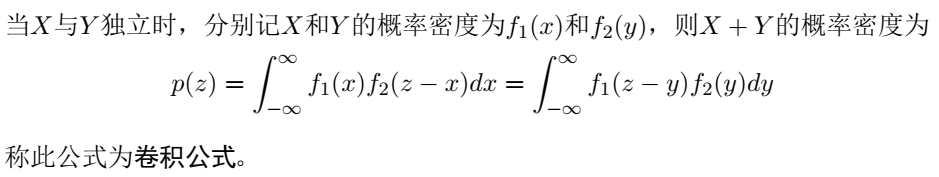 当X与Y独立时，分别记X和Y的概率密度为f₁(x)和f₂(y)，则X + Y的概率密度为
p(z) = ∫_{-∞}^{∞} f₁(x)f₂(z − x)dx = ∫_{-∞}^{∞} f₁(z − y)f₂(y)dy
称此公式为卷积公式。